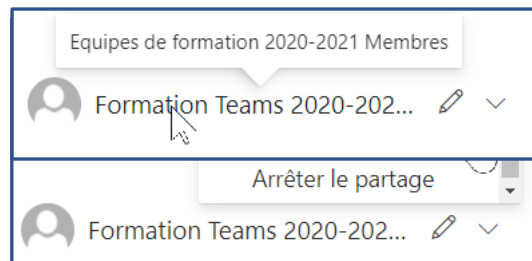 Equipes de formation 2020-2021 Membres
Formation Teams 2020-202...
Arrêter le partage
Formation Teams 2020-202...